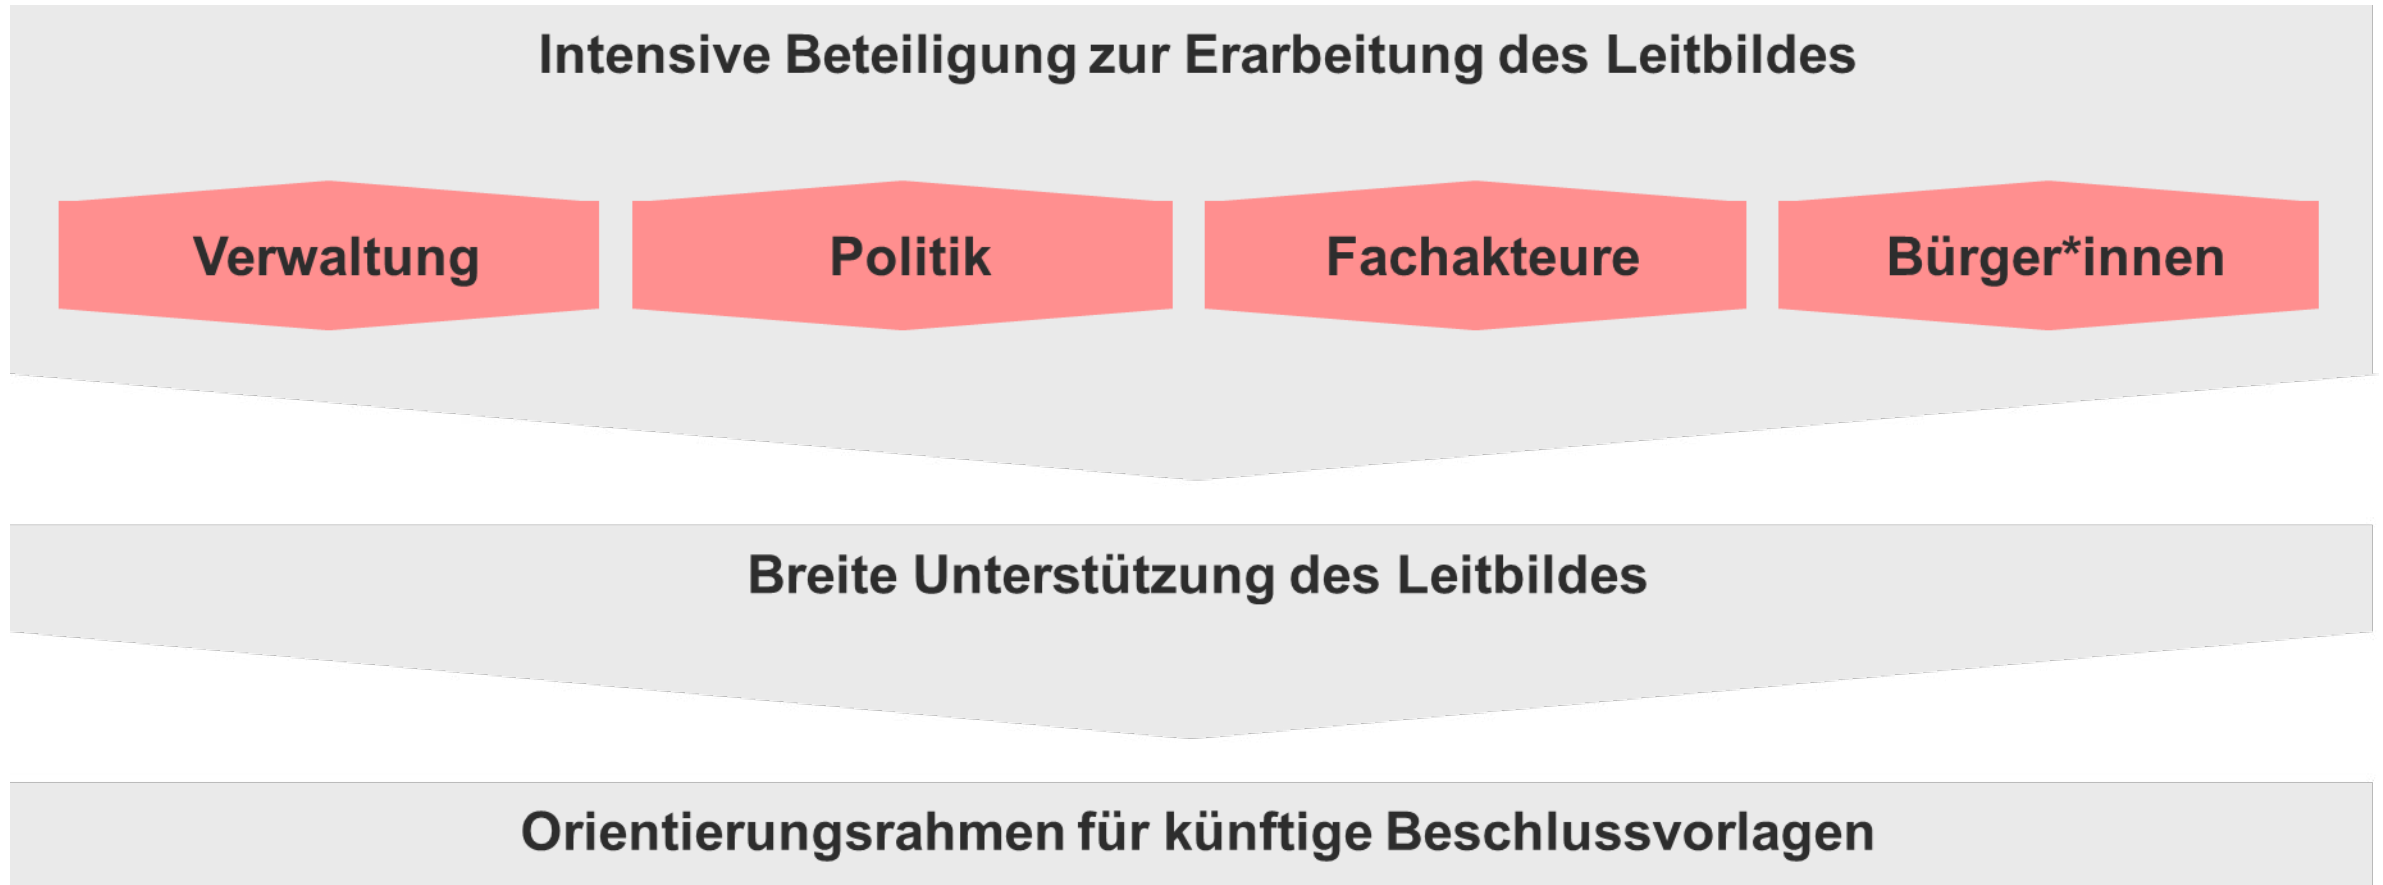 Intensive Beteiligung zur Erarbeitung des Leitbildes
Verwaltung
Politik
Fachakteure
Bürger*innen
Breite Unterstützung des Leitbildes
Orientierungsrahmen für künftige Beschlussvorlagen